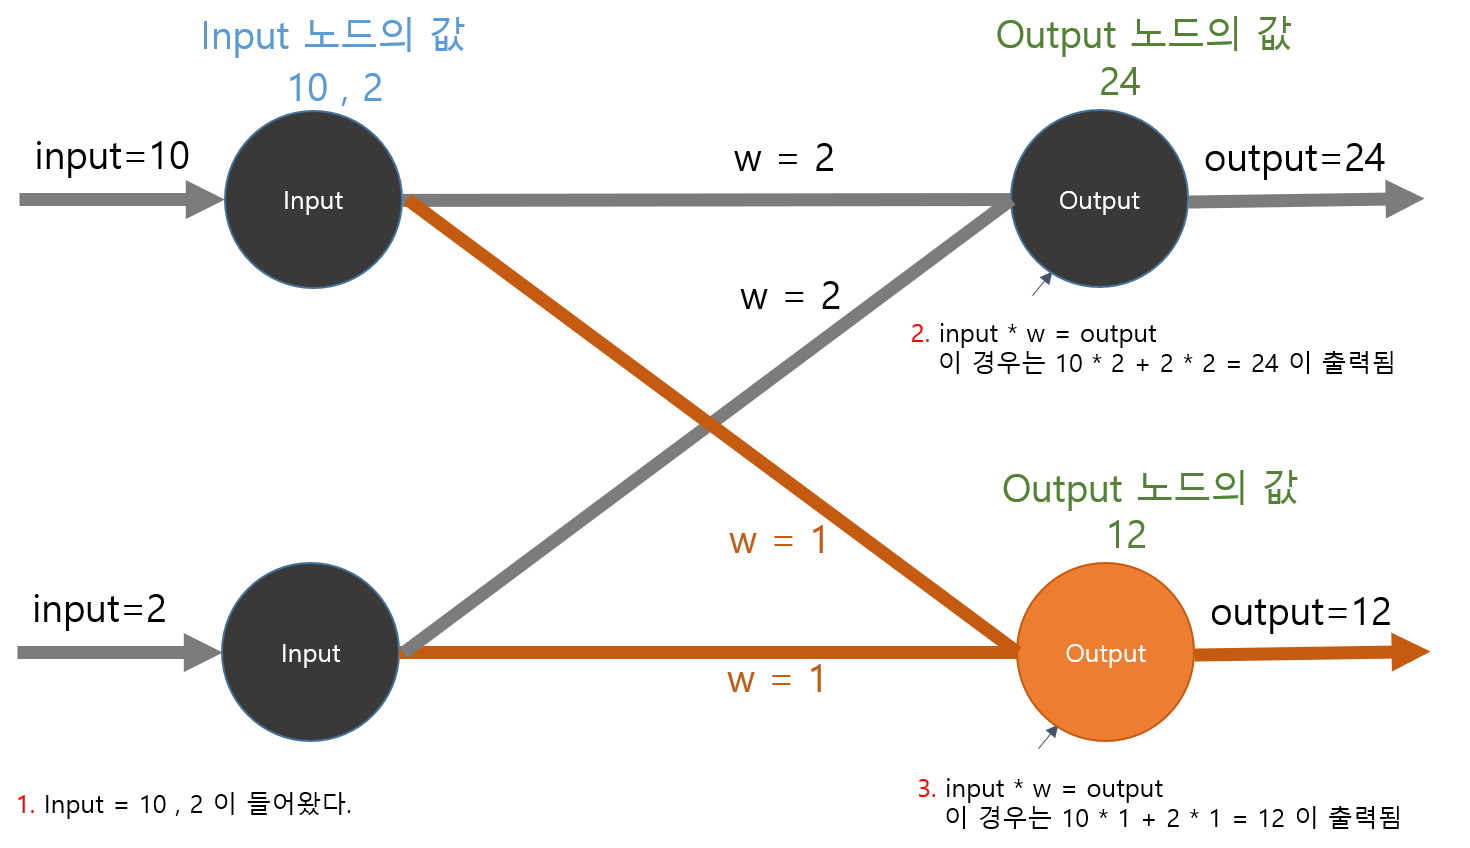 Input 노드의 값
10 , 2
Output 노드의 값
24
input=10
Input
w = 2
Output
output=24
w = 2
2. input * w = output
이 경우는 10 * 2 + 2 * 2 = 24 이 출력됨
Output 노드의 값
12
w = 1
input=2
Input
w = 1
Output
output=12
1. Input = 10 , 2 이 들어왔다.
3. input * w = output
이 경우는 10 * 1 + 2 * 1 = 12 이 출력됨